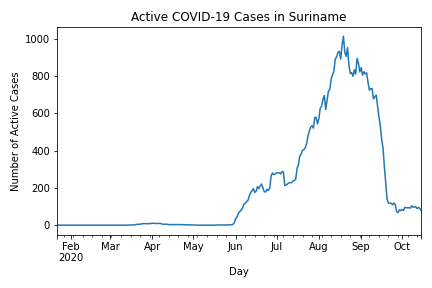 Active COVID-19 Cases in Suriname
Number of Active Cases
1000
800
600
400
200
0
Feb Mar Apr May Jun Jul Aug Sep Oct
2020
Day